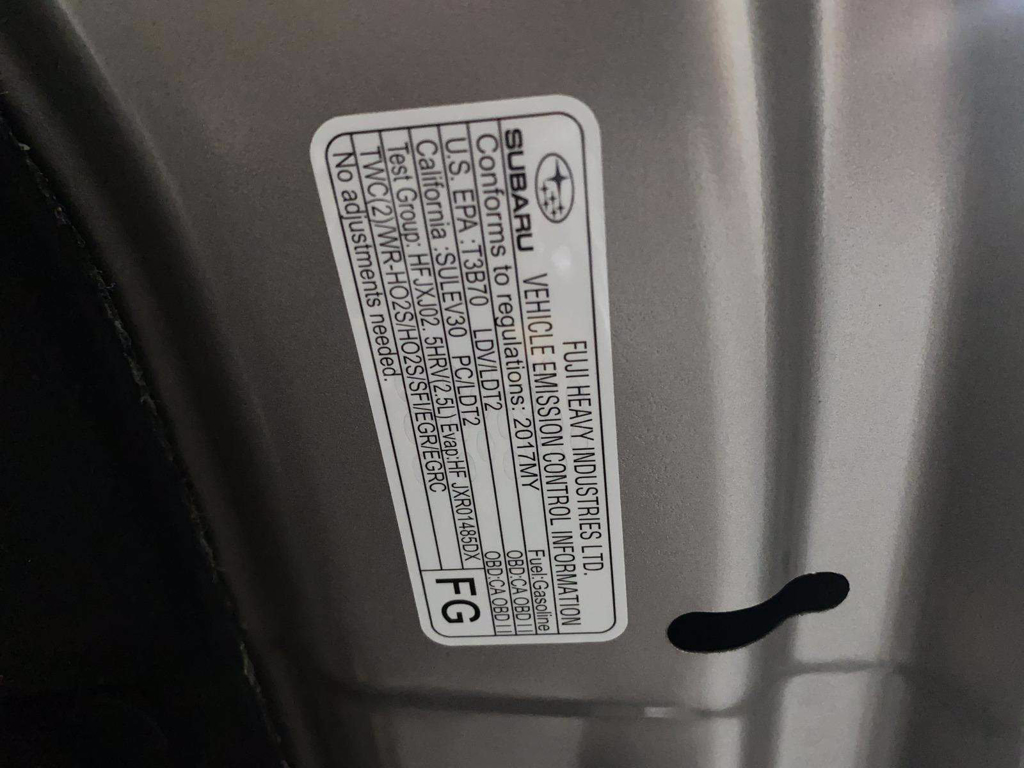 FUJI HEAVY INDUSTRIES LTD.
SUBARU VEHICLE EMISSION CONTROL INFORMATION
Conforms to regulations: 2017MY Fuel:Gasoline
U.S. EPA :T3B70 LDV/LDT2 OBD:CA OBD II
California :SULEV30 PC/LDT2 OBD:CA OBD II
Test Group: HFJXJ02.5HRV(2.5L) Evap:HFJXR01485DX
TWC(2)/WR-HO2S/HO2S/SFI/EGR/EGRC
No adjustments needed.
FG